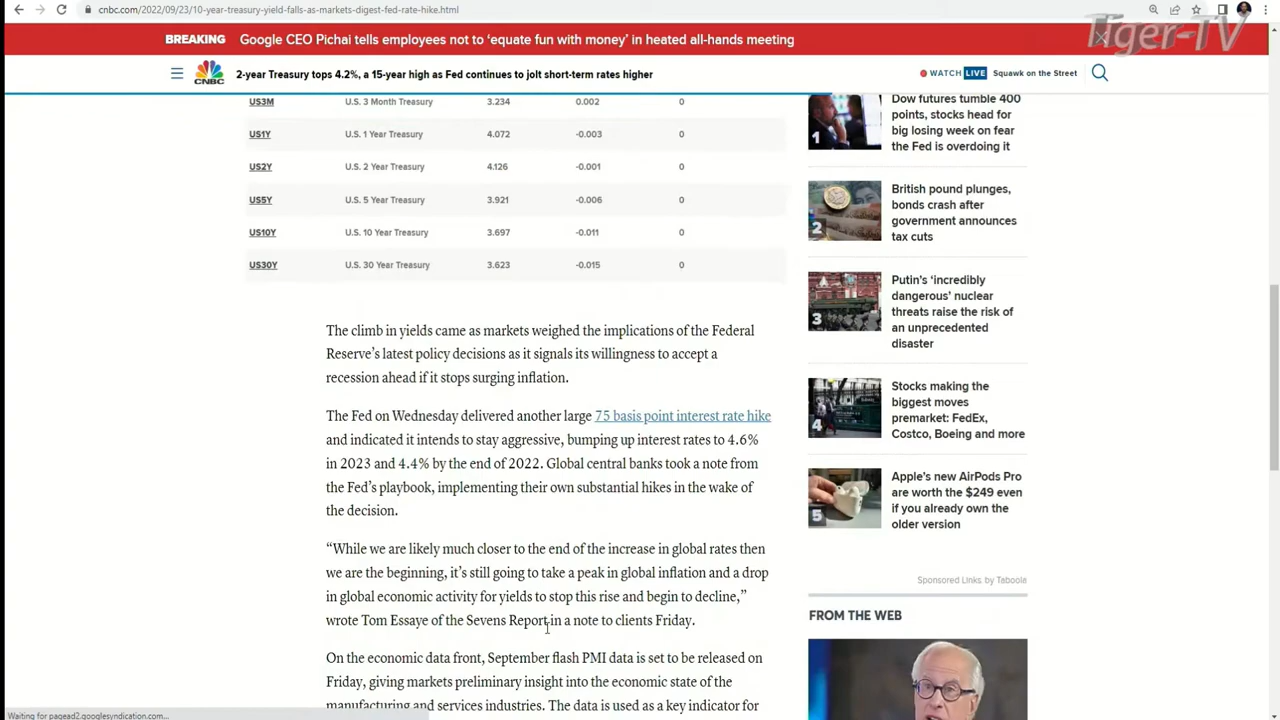 cnbc.com/2022/09/23/10-year-treasury-yield-falls-as-markets-digest-fed-rate-hike.html
Tiger-TV
BREAKING Google CEO Pichai tells employees not to ‘equate fun with money’ in heated all-hands meeting
CNBC 2-year Treasury tops 4.2%, a 15-year high as Fed continues to jolt short-term rates higher WATCH LIVE Squawk on the Street
US3M U.S. 3 Month Treasury 3.234 0.002 0
US1Y U.S. 1 Year Treasury 4.072 -0.003 0
US2Y U.S. 2 Year Treasury 4.126 -0.001 0
US5Y U.S. 5 Year Treasury 3.921 -0.006 0
US10Y U.S. 10 Year Treasury 3.697 -0.011 0
US30Y U.S. 30 Year Treasury 3.623 -0.015 0
The climb in yields came as markets weighed the implications of the Federal
Reserve’s latest policy decisions as it signals its willingness to accept a
recession ahead if it stops surging inflation.
The Fed on Wednesday delivered another large 75 basis point interest rate hike
and indicated it intends to stay aggressive, bumping up interest rates to 4.6%
in 2023 and 4.4% by the end of 2022. Global central banks took a note from
the Fed’s playbook, implementing their own substantial hikes in the wake of
the decision.
“While we are likely much closer to the end of the increase in global rates then
we are the beginning, it’s still going to take a peak in global inflation and a drop
in global economic activity for yields to stop this rise and begin to decline,”
wrote Tom Essaye of the Sevens Report in a note to clients Friday.
On the economic data front, September flash PMI data is set to be released on
Friday, giving markets preliminary insight into the economic state of the
manufacturing and services industries. The data is used as a key indicator for
1
Dow futures tumble 400
points, stocks head for
big losing week on fear
the Fed is overdoing it
2
British pound plunges,
bonds crash after
government announces
tax cuts
3
Putin’s ‘incredibly
dangerous’ nuclear
threats raise the risk of
an unprecedented
disaster
4
Stocks making the
biggest moves
premarket: FedEx,
Costco, Boeing and more
5
Apple’s new AirPods Pro
are worth the $249 even
if you already own the
older version
Sponsored Links by Taboola
FROM THE WEB
Waiting for pagead2.googlesyndication.com...